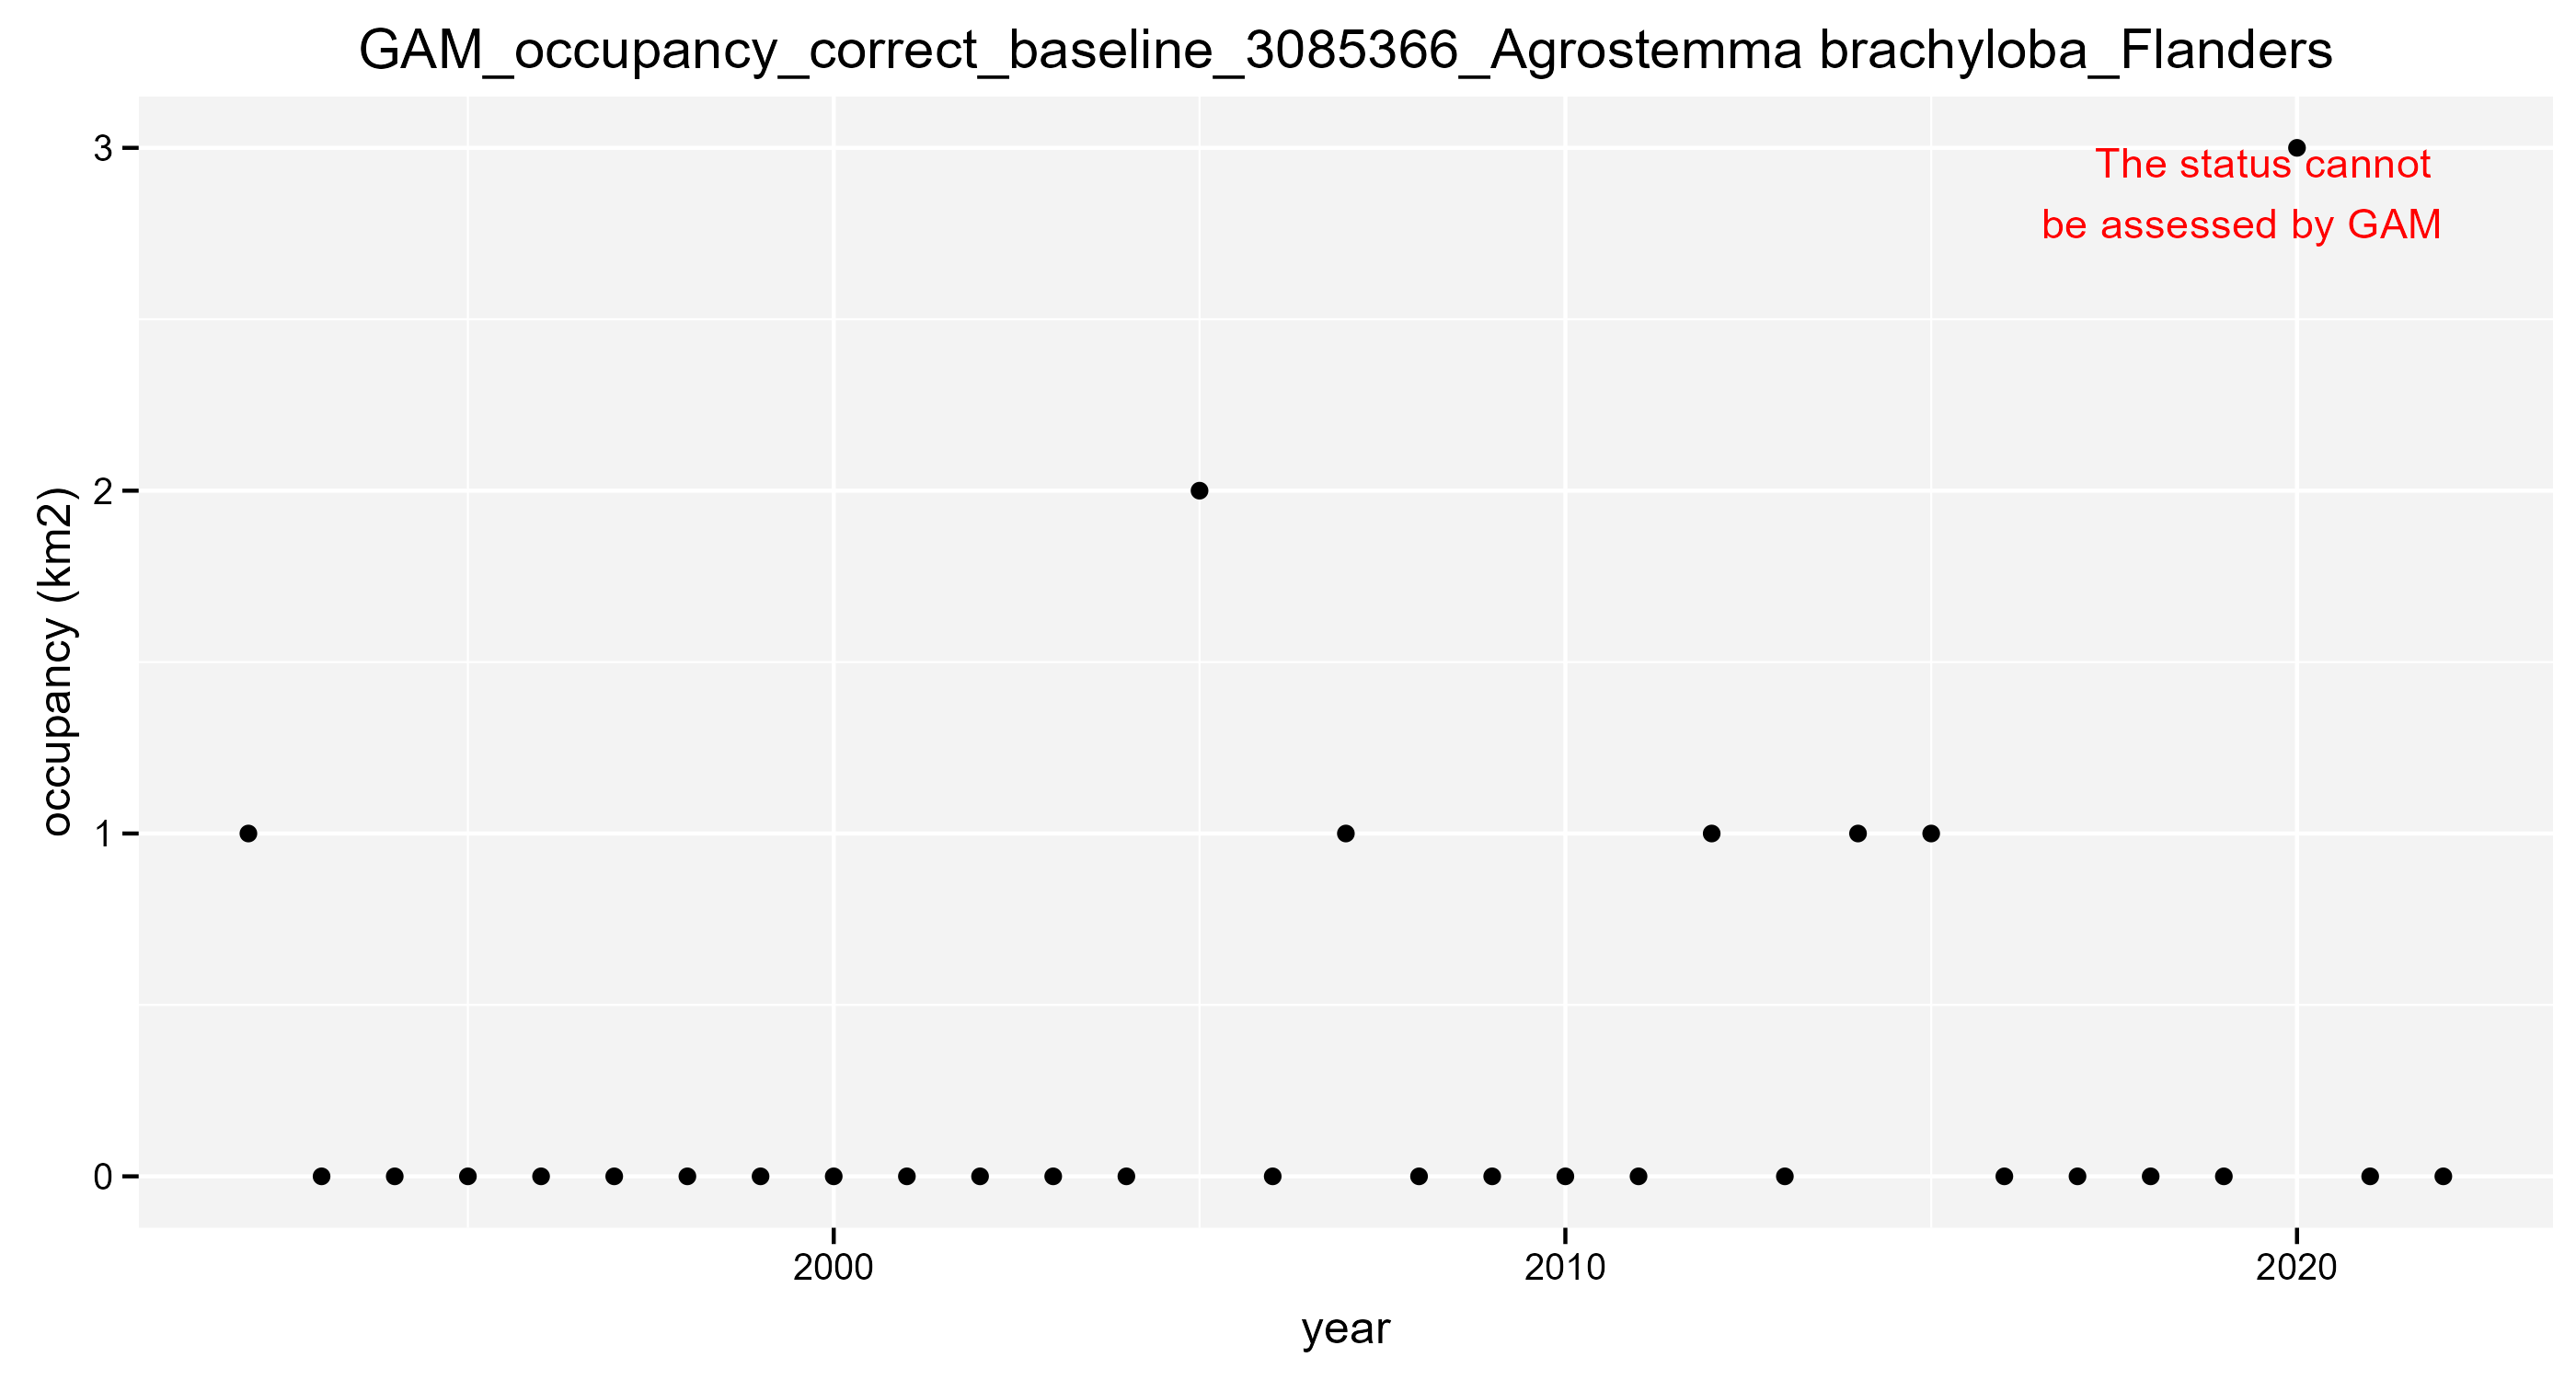 GAM_occupancy_correct_baseline_3085366_Agrostemma brachyloba_Flanders
3
The status cannot
be assessed by GAM
2
occupancy (km2)
1
0
2000
2010
2020
year